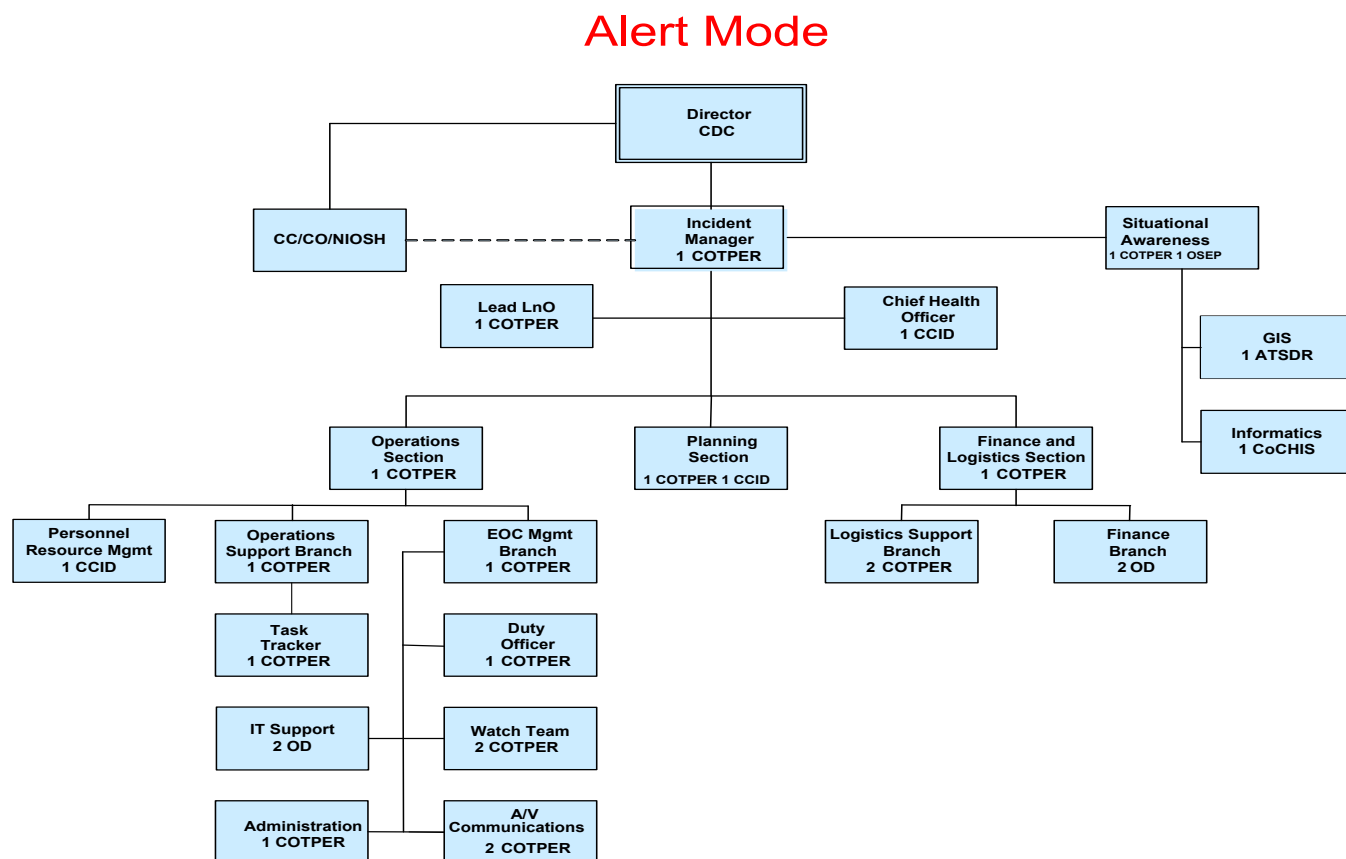 Alert Mode
Director
CDC
CC/CO/NIOSH
Incident
Manager
1 COTPER
Situational
Awareness
1 COTPER 1 OSEP
Lead LnO
1 COTPER
Chief Health
Officer
1 CCID
GIS
1 ATSDR
Operations
Section
1 COTPER
Planning
Section
1 COTPER 1 CCID
Finance and
Logistics Section
1 COTPER
Informatics
1 CoCHIS
Personnel
Resource Mgmt
1 CCID
Operations
Support Branch
1 COTPER
EOC Mgmt
Branch
1 COTPER
Logistics Support
Branch
2 COTPER
Finance
Branch
2 OD
Task
Tracker
1 COTPER
Duty
Officer
1 COTPER
IT Support
2 OD
Watch Team
2 COTPER
Administration
1 COTPER
A/V
Communications
2 COTPER